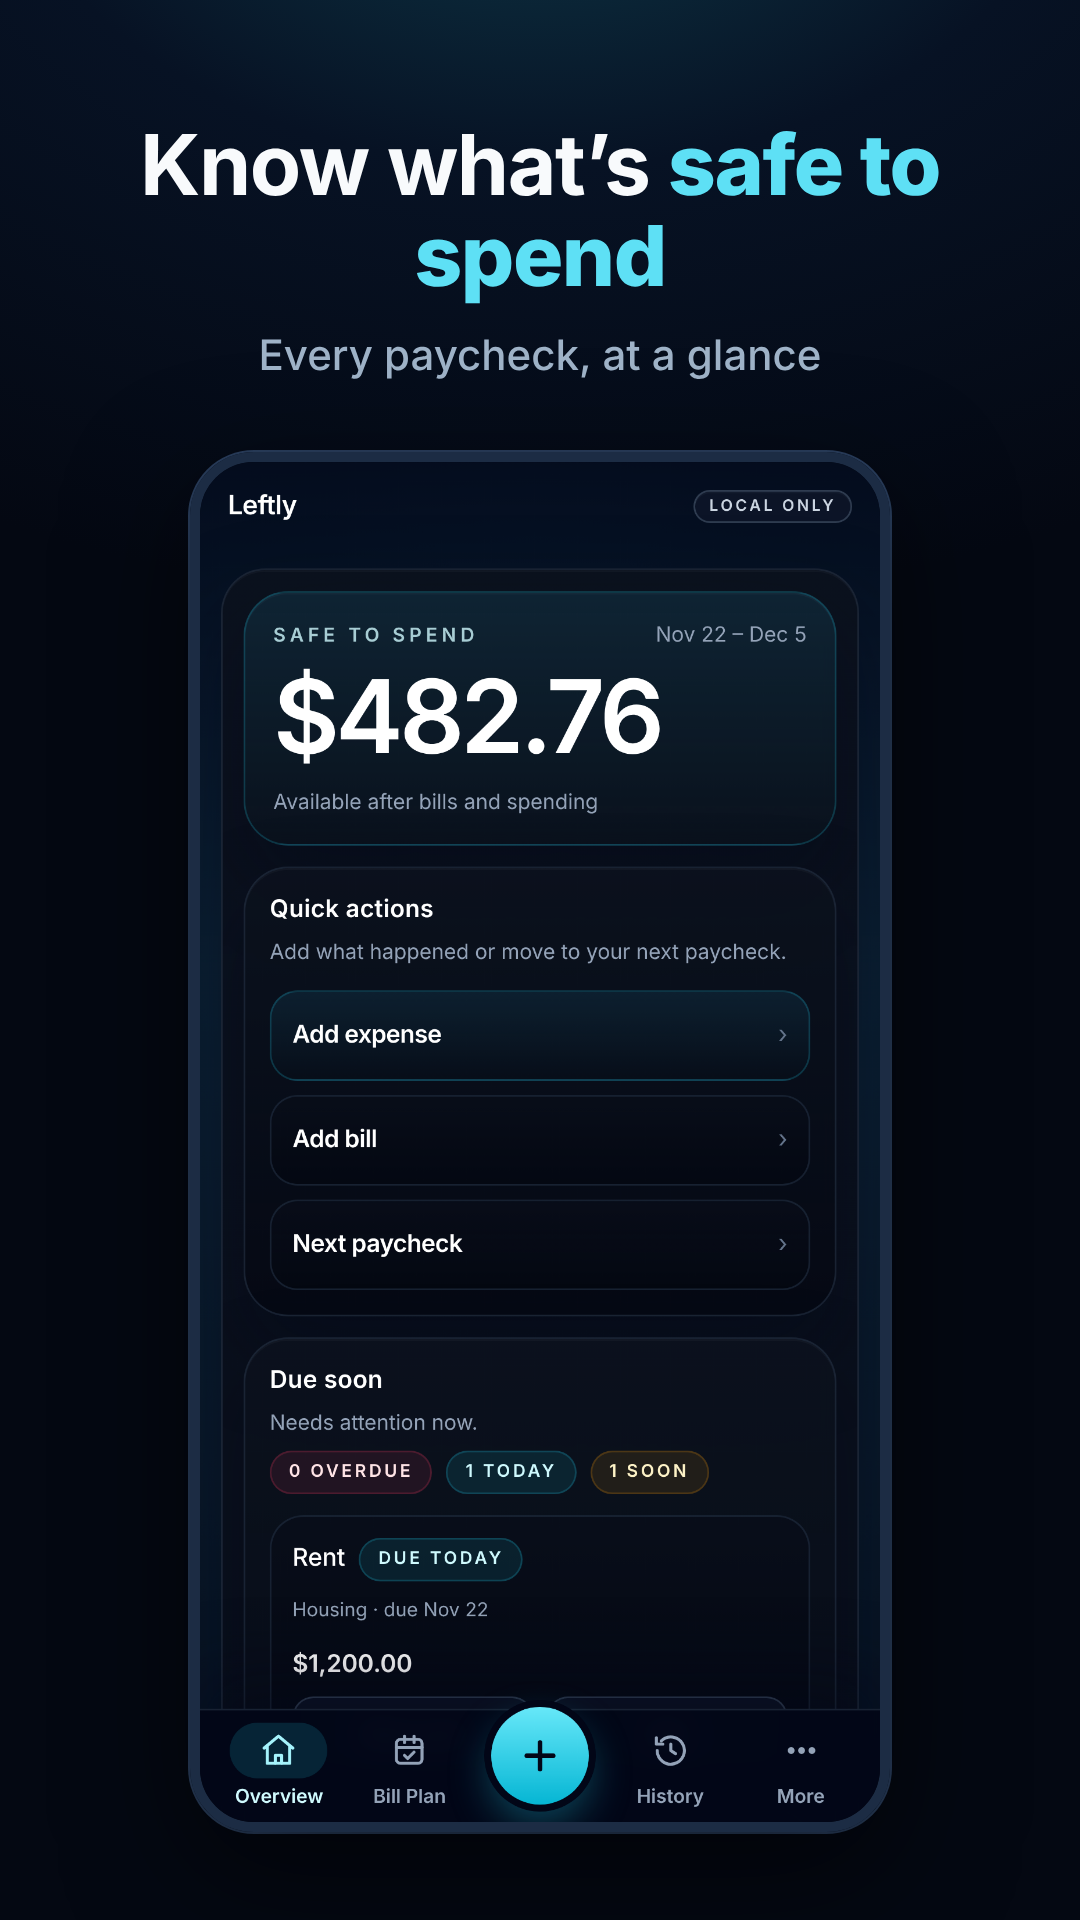 Know what’s safe to
spend
Every paycheck, at a glance
Leftly
LOCAL ONLY
SAFE TO SPEND
Nov 22 – Dec 5
$482.76
Available after bills and spending
Quick actions
Add what happened or move to your next paycheck.
Add expense
Add bill
Next paycheck
Due soon
Needs attention now.
0 OVERDUE
1 TODAY
1 SOON
Rent
DUE TODAY
Housing · due Nov 22
$1,200.00
Overview
Bill Plan
History
More